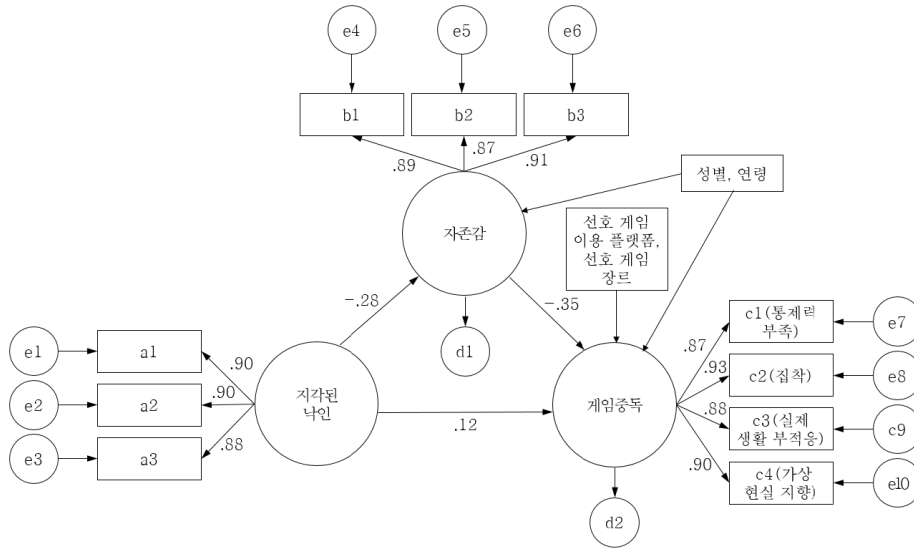 e4
e5
e6
b1
b2
b3
.89
.87
.91
성별, 연령
자존감
선호 게임
이용 플랫폼,
선호 게임
장르
-.28
-.35
d1
e1
a1
.90
e2
a2
.90
e3
a3
.88
지각된
낙인
.12
게임중독
d2
.87
c1(통제력
부족)
e7
.93
c2(집착)
e8
.88
c3(실제
생활 부적응)
c9
.90
c4(가상
현실 지향)
e10